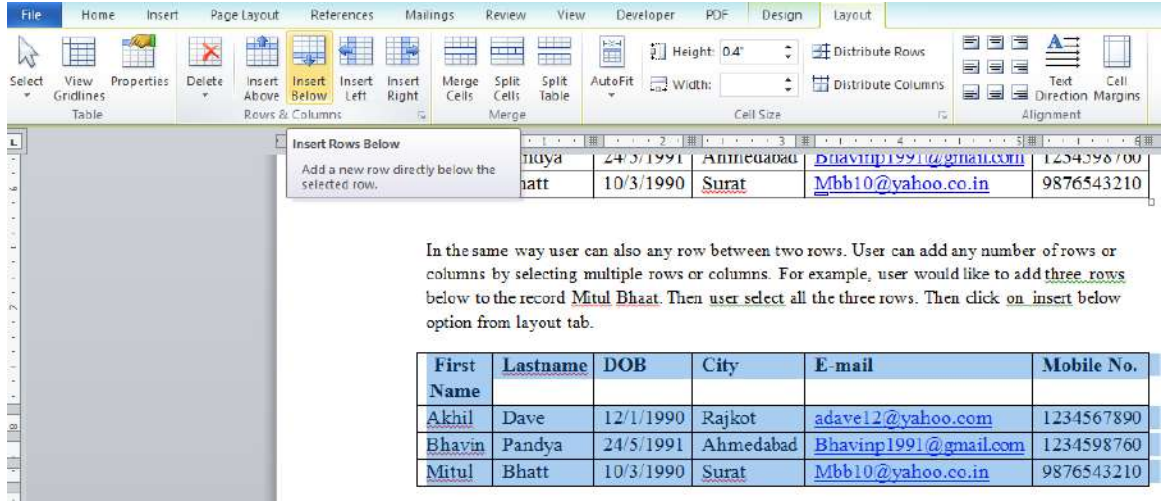 File Home Insert Page Layout References Mailings Review View Developer PDF Design Layout
Select View Gridlines Properties Delete Insert Above Insert Below Insert Left Insert Right Merge Cells Split Cells Split Table AutoFit Height: 0.4" Width: Distribute Rows Distribute Columns Text Direction Cell Margins
Table Rows & Columns Merge Cell Size Alignment
Insert Rows Below
Add a new row directly below the
selected row.
24/5/1991 Ahmedabad Bhavinp1991@gmail.com 1234598760
10/3/1990 Surat Mbb10@yahoo.co.in 9876543210
In the same way user can also any row between two rows. User can add any number of rows or
columns by selecting multiple rows or columns. For example, user would like to add three rows
below to the record Mitul Bhaat. Then user select all the three rows. Then click on insert below
option from layout tab.
First Name Lastname DOB City E-mail Mobile No.
Akhil Dave 12/1/1990 Rajkot adave12@yahoo.com 1234567890
Bhavin Pandya 24/5/1991 Ahmedabad Bhavinp1991@gmail.com 1234598760
Mitul Bhatt 10/3/1990 Surat Mbb10@yahoo.co.in 9876543210